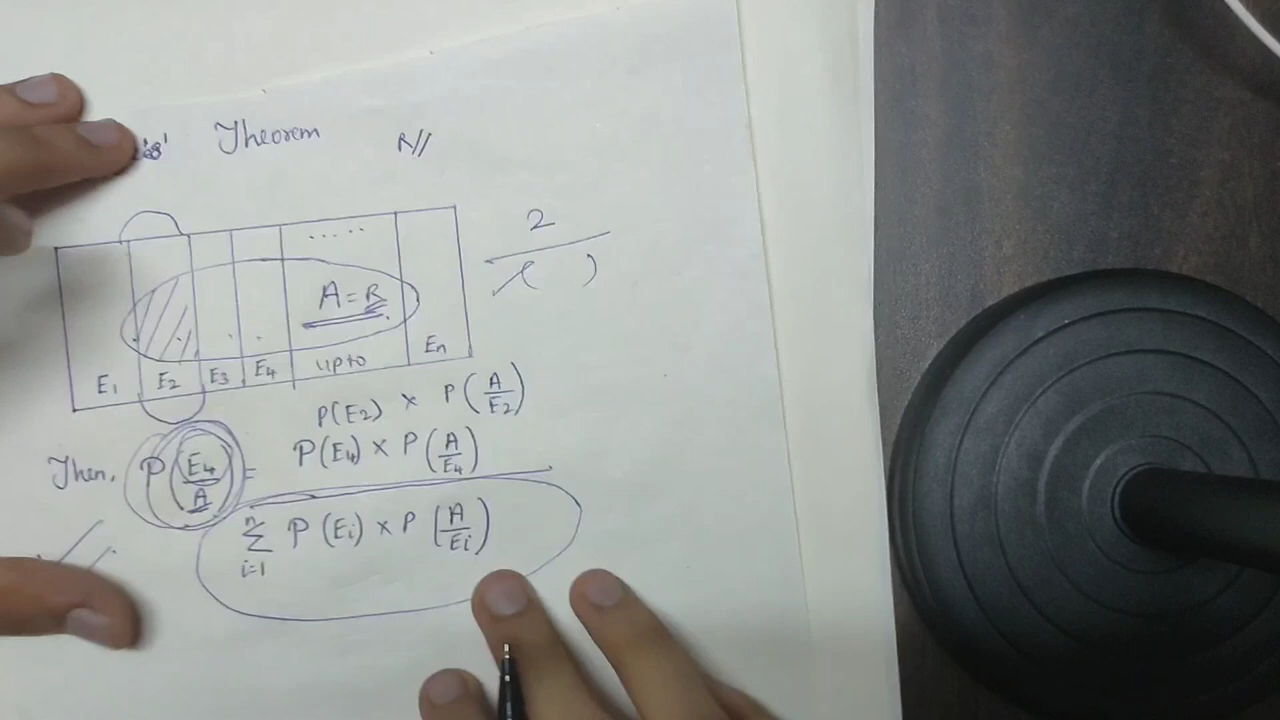 Theorem R//
.....
2
( )
A = R
E₁ E₂ E₃ E₄ upto Eₙ
P(E₂) × P(A/E₂)
Then, P(E₄/A) = P(E₄) × P(A/E₄)
n
∑ P(Eᵢ) × P(A/Eᵢ)
i=1